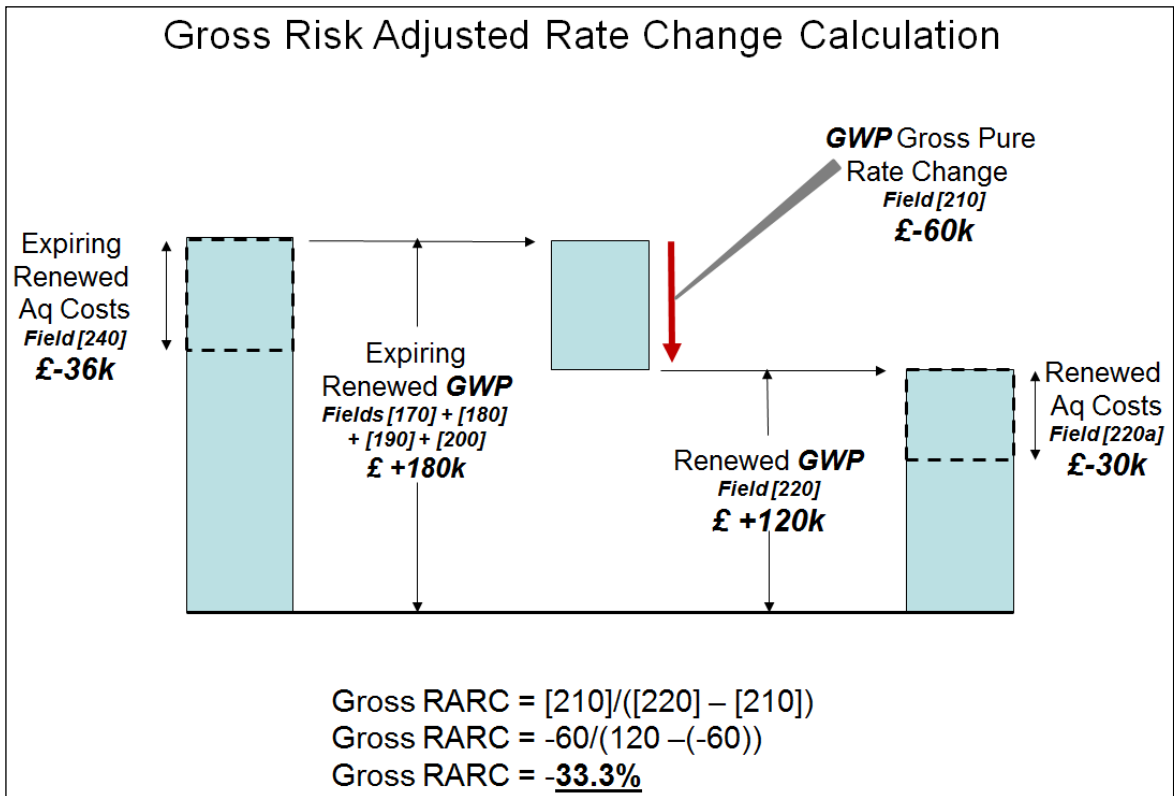 Gross Risk Adjusted Rate Change Calculation
GWP Gross Pure
Rate Change
Field [210]
£-60k
Expiring
Renewed
Aq Costs
Field [240]
£-36k
Expiring
Renewed GWP
Fields [170] + [180]
+ [190] + [200]
£ +180k
Renewed GWP
Field [220]
£ +120k
Renewed
Aq Costs
Field [220a]
£-30k
Gross RARC = [210]/([220] – [210])
Gross RARC = -60/(120 –(-60))
Gross RARC = -33.3%